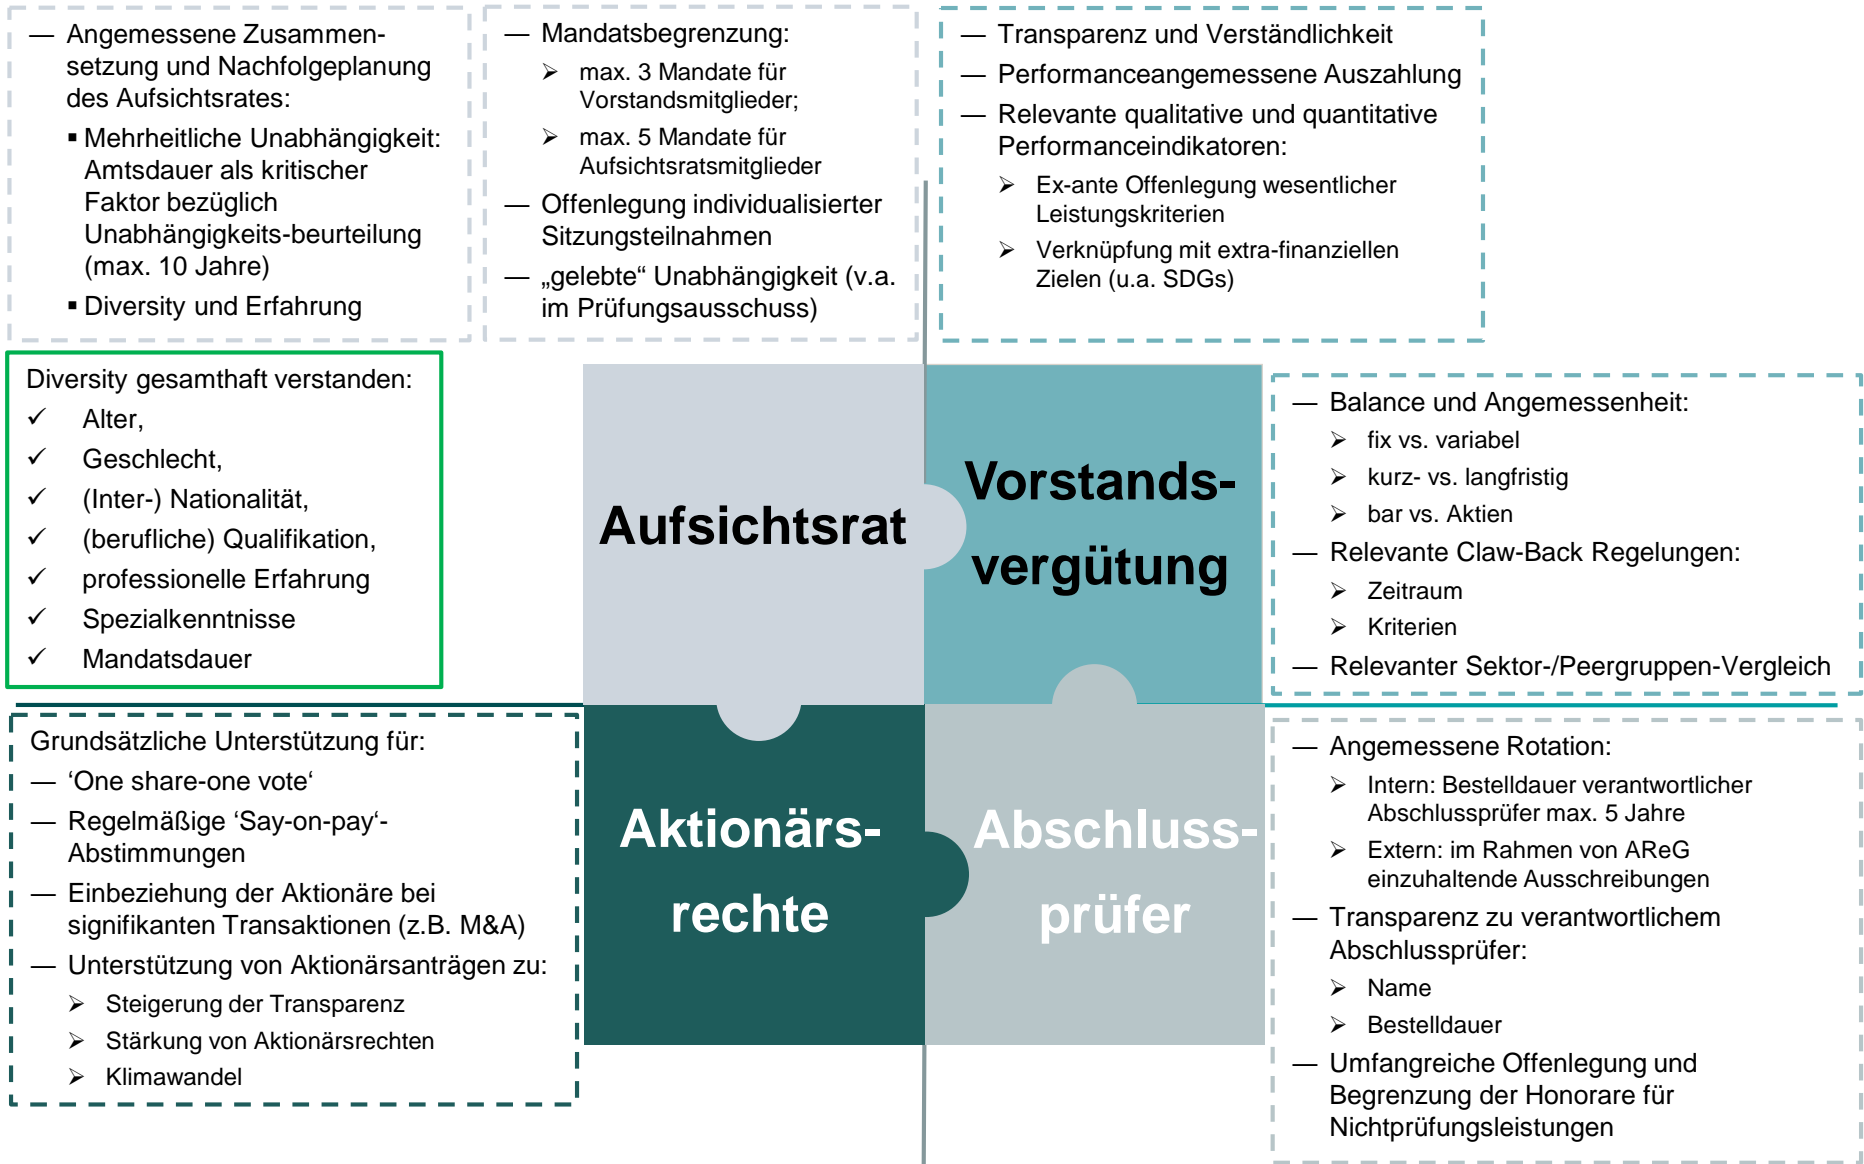 — Angemessene Zusammen-
setzung und Nachfolgeplanung
des Aufsichtsrates:
▪ Mehrheitliche Unabhängigkeit:
Amtsdauer als kritischer
Faktor bezüglich
Unabhängigkeits-beurteilung
(max. 10 Jahre)
▪ Diversity und Erfahrung
— Mandatsbegrenzung:
➢ max. 3 Mandate für
Vorstandsmitglieder;
➢ max. 5 Mandate für
Aufsichtsratsmitglieder
— Offenlegung individualisierter
Sitzungsteilnahmen
— „gelebte“ Unabhängigkeit (v.a.
im Prüfungsausschuss)
— Transparenz und Verständlichkeit
— Performanceangemessene Auszahlung
— Relevante qualitative und quantitative
Performanceindikatoren:
➢ Ex-ante Offenlegung wesentlicher
Leistungskriterien
➢ Verknüpfung mit extra-finanziellen
Zielen (u.a. SDGs)
Diversity gesamthaft verstanden:
✓ Alter,
✓ Geschlecht,
✓ (Inter-) Nationalität,
✓ (berufliche) Qualifikation,
✓ professionelle Erfahrung
✓ Spezialkenntnisse
✓ Mandatsdauer
Aufsichtsrat
Vorstands-
vergütung
— Balance und Angemessenheit:
➢ fix vs. variabel
➢ kurz- vs. langfristig
➢ bar vs. Aktien
— Relevante Claw-Back Regelungen:
➢ Zeitraum
➢ Kriterien
— Relevanter Sektor-/Peergruppen-Vergleich
Grundsätzliche Unterstützung für:
— ‘One share-one vote‘
— Regelmäßige ‘Say-on-pay‘-
Abstimmungen
— Einbeziehung der Aktionäre bei
signifikanten Transaktionen (z.B. M&A)
— Unterstützung von Aktionärsanträgen zu:
➢ Steigerung der Transparenz
➢ Stärkung von Aktionärsrechten
➢ Klimawandel
Aktionärs-
rechte
Abschluss-
prüfer
— Angemessene Rotation:
➢ Intern: Bestelldauer verantwortlicher
Abschlussprüfer max. 5 Jahre
➢ Extern: im Rahmen von AReG
einzuhaltende Ausschreibungen
— Transparenz zu verantwortlichem
Abschlussprüfer:
➢ Name
➢ Bestelldauer
— Umfangreiche Offenlegung und
Begrenzung der Honorare für
Nichtprüfungsleistungen